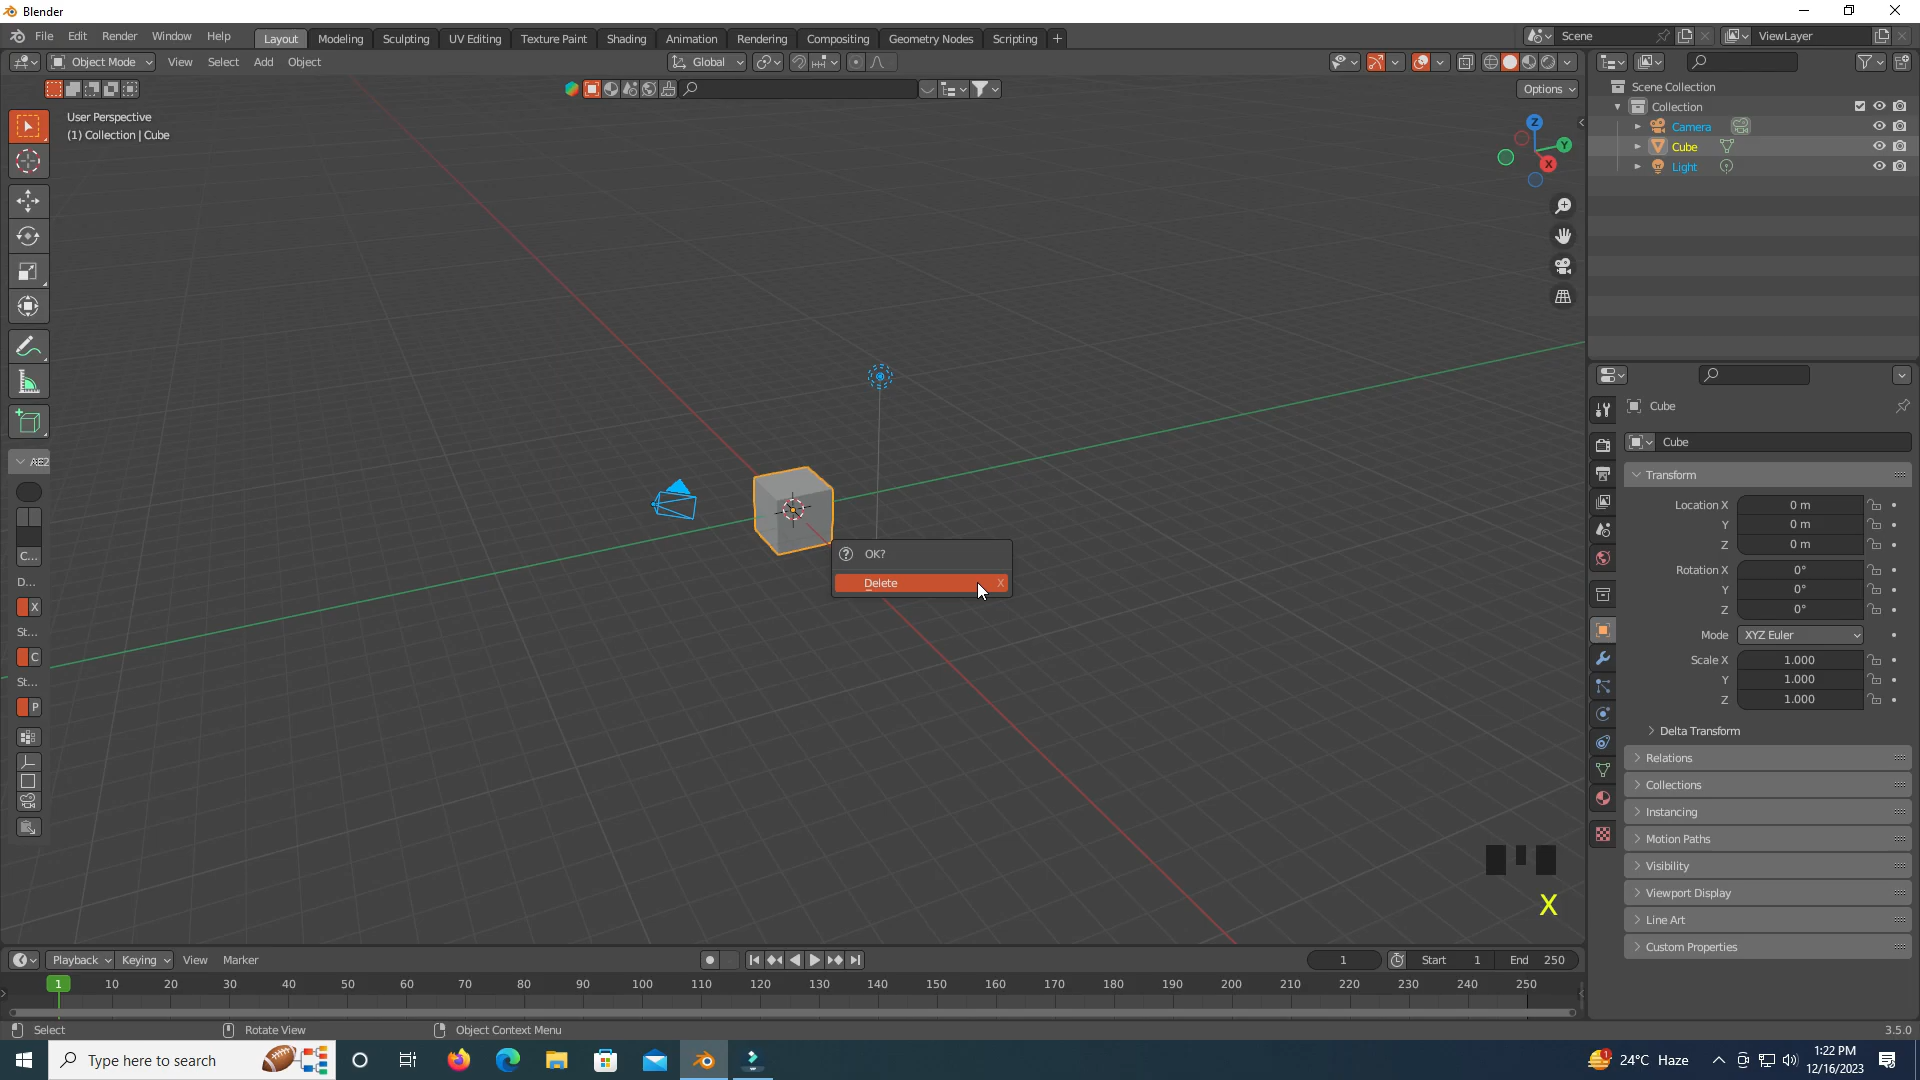 Blender
File Edit Render Window Help Layout Modeling Sculpting UV Editing Texture Paint Shading Animation Rendering Compositing Geometry Nodes Scripting +
Scene
ViewLayer
Object Mode View Select Add Object
Global
Options
User Perspective
(1) Collection | Cube
Z
Y
X
Scene Collection
Collection
Camera
Cube
Light
C...
D...
X
St...
C
St...
P
OK?
Delete X
X
Cube
Cube
Transform
Location X 0 m
Y 0 m
Z 0 m
Rotation X 0°
Y 0°
Z 0°
Mode XYZ Euler
Scale X 1.000
Y 1.000
Z 1.000
Delta Transform
Relations
Collections
Instancing
Motion Paths
Visibility
Viewport Display
Line Art
Custom Properties
Playback Keying View Marker
1 Start 1 End 250
1 10 20 30 40 50 60 70 80 90 100 110 120 130 140 150 160 170 180 190 200 210 220 230 240 250
Select Rotate View Object Context Menu 3.5.0
Type here to search
1 24°C Haze
1:22 PM
12/16/2023